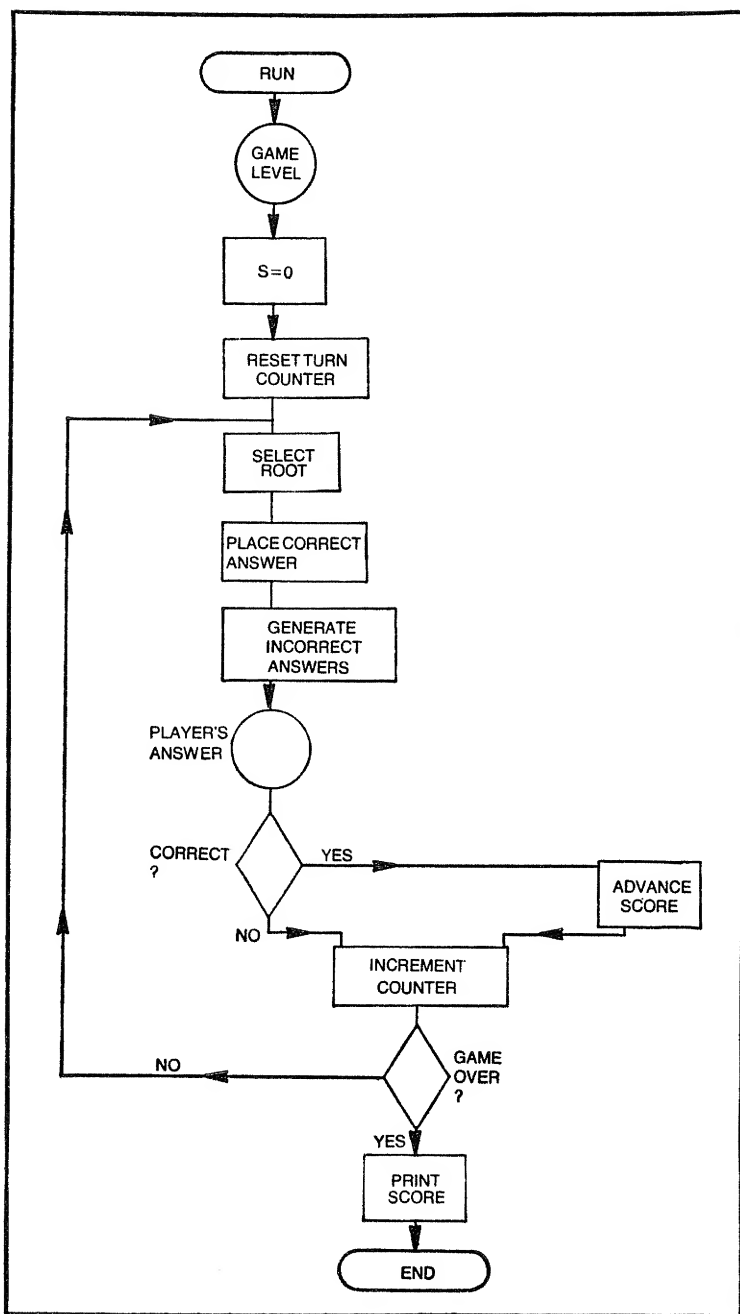 RUN
GAME
LEVEL
S=0
RESET TURN
COUNTER
SELECT
ROOT
PLACE CORRECT
ANSWER
GENERATE
INCORRECT
ANSWERS
PLAYER'S
ANSWER
CORRECT
?
YES
ADVANCE
SCORE
NO
INCREMENT
COUNTER
NO
GAME
OVER
?
YES
PRINT
SCORE
END